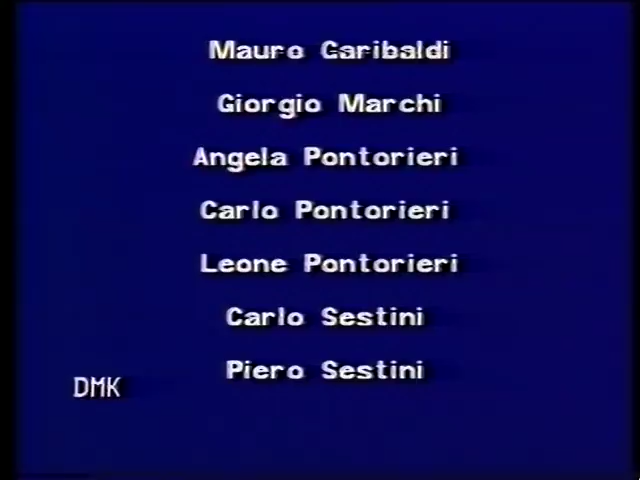 Mauro Garibaldi
Giorgio Marchi
Angela Pontorieri
Carlo Pontorieri
Leone Pontorieri
Carlo Sestini
Piero Sestini
DMK